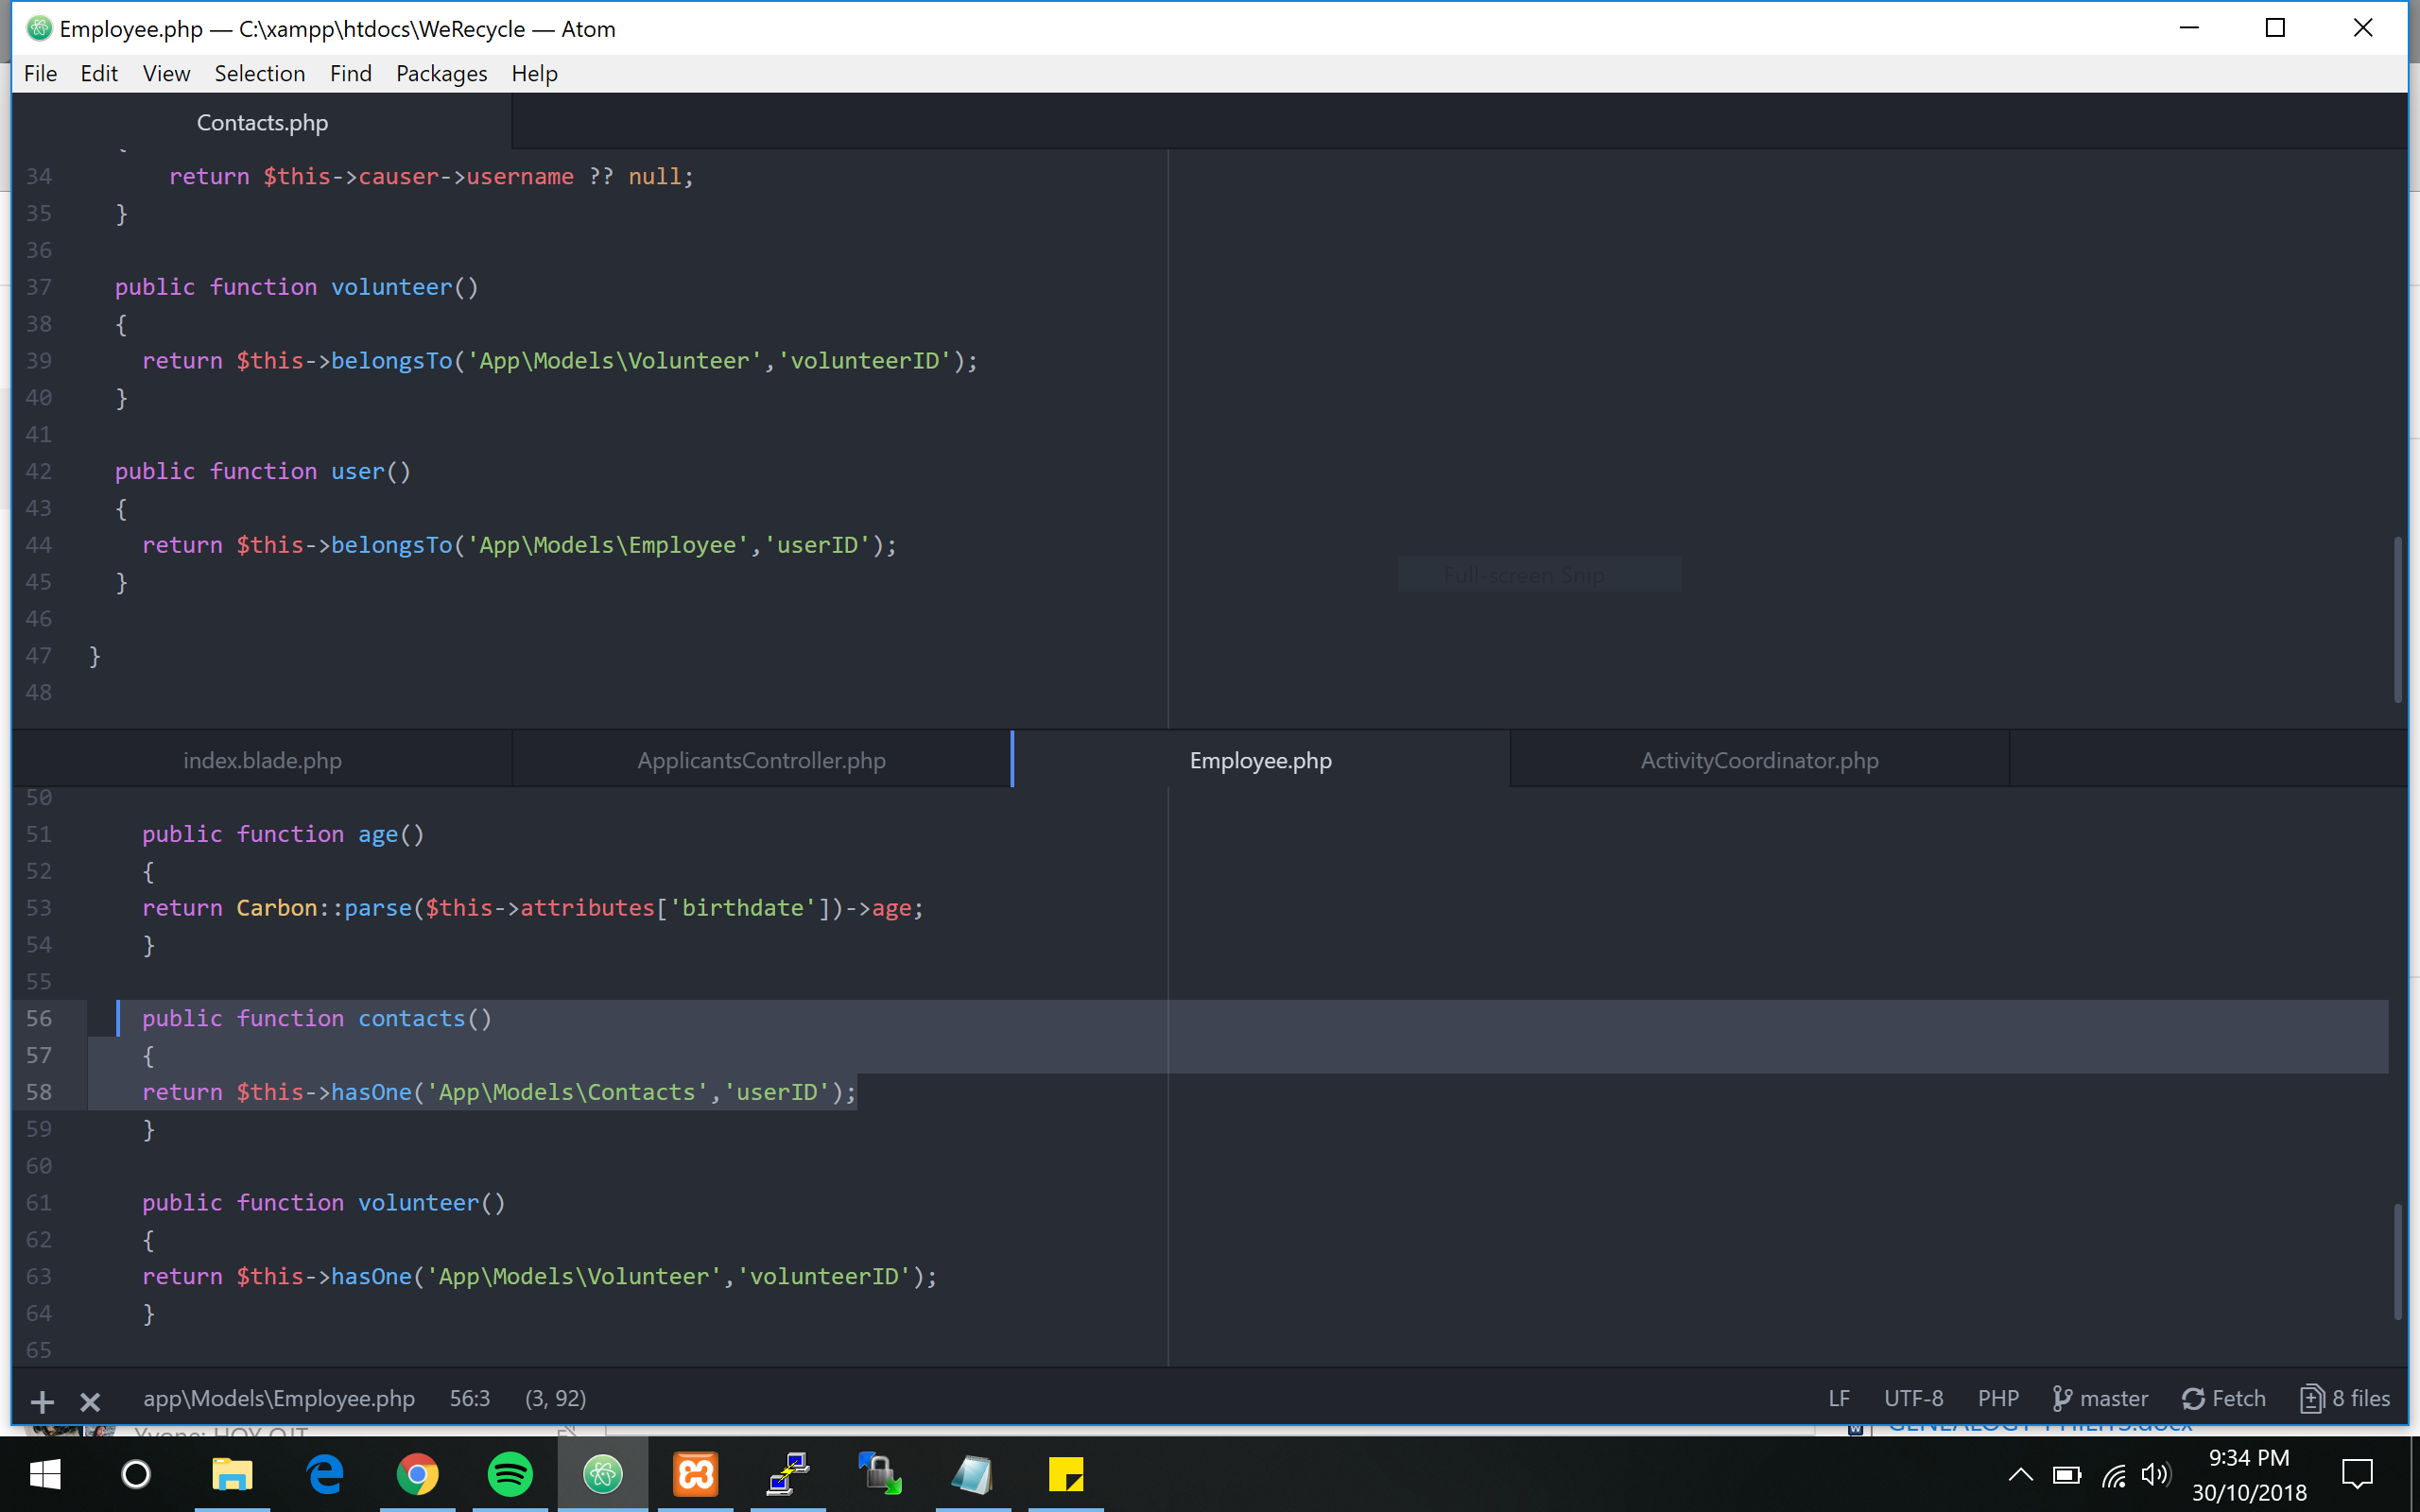 Employee.php — C:\xampp\htdocs\WeRecycle — Atom
File Edit View Selection Find Packages Help
Contacts.php
{
34 return $this->causer->username ?? null;
35 }
36
37 public function volunteer()
38 {
39 return $this->belongsTo('App\Models\Volunteer','volunteerID');
40 }
41
42 public function user()
43 {
44 return $this->belongsTo('App\Models\Employee','userID');
45 }
Full-screen Snip
46
47 }
48
index.blade.php ApplicantsController.php Employee.php ActivityCoordinator.php
50
51 public function age()
52 {
53 return Carbon::parse($this->attributes['birthdate'])->age;
54 }
55
56 public function contacts()
57 {
58 return $this->hasOne('App\Models\Contacts','userID');
59 }
60
61 public function volunteer()
62 {
63 return $this->hasOne('App\Models\Volunteer','volunteerID');
64 }
65
app\Models\Employee.php 56:3 (3, 92) LF UTF-8 PHP master Fetch 8 files
9:34 PM
30/10/2018